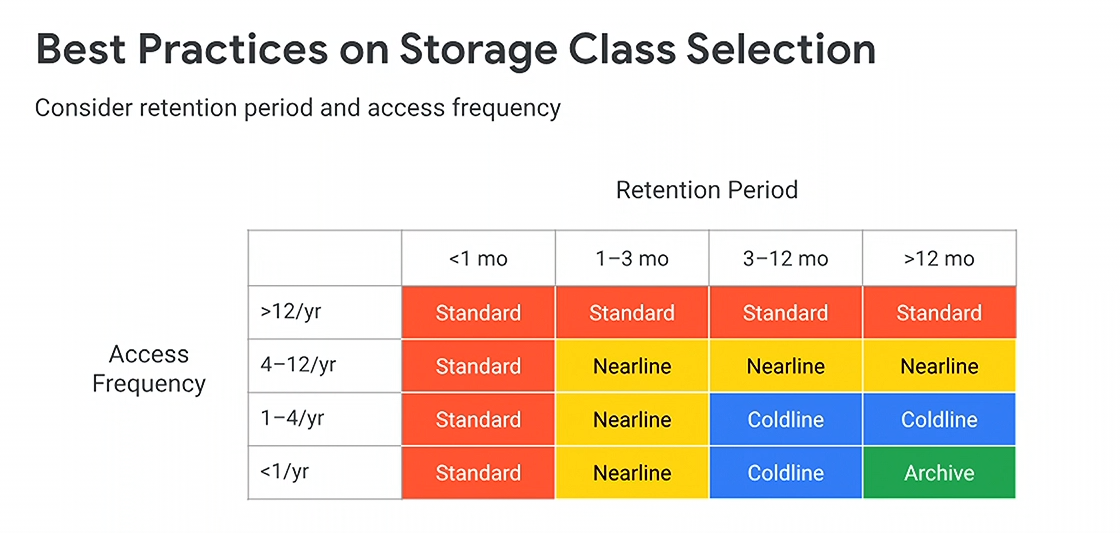 Best Practices on Storage Class Selection
Consider retention period and access frequency
Retention Period
<1 mo 1–3 mo 3–12 mo >12 mo
>12/yr Standard Standard Standard Standard
Access
Frequency
4–12/yr Standard Nearline Nearline Nearline
1–4/yr Standard Nearline Coldline Coldline
<1/yr Standard Nearline Coldline Archive